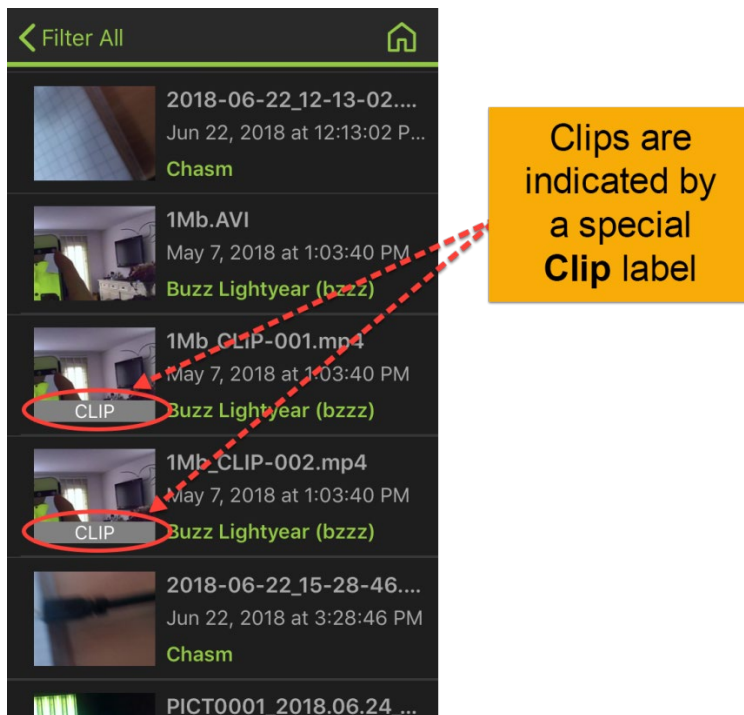 Filter All
2018-06-22_12-13-02....
Jun 22, 2018 at 12:13:02 P...
Chasm
1Mb.AVI
May 7, 2018 at 1:03:40 PM
Buzz Lightyear (bzzz)
1Mb_CLIP-001.mp4
May 7, 2018 at 1:03:40 PM
CLIP
Buzz Lightyear (bzzz)
1Mb_CLIP-002.mp4
May 7, 2018 at 1:03:40 PM
CLIP
Buzz Lightyear (bzzz)
2018-06-22_15-28-46....
Jun 22, 2018 at 3:28:46 PM
Chasm
PICT0001_2018.06.24_...
Clips are
indicated by
a special
Clip label